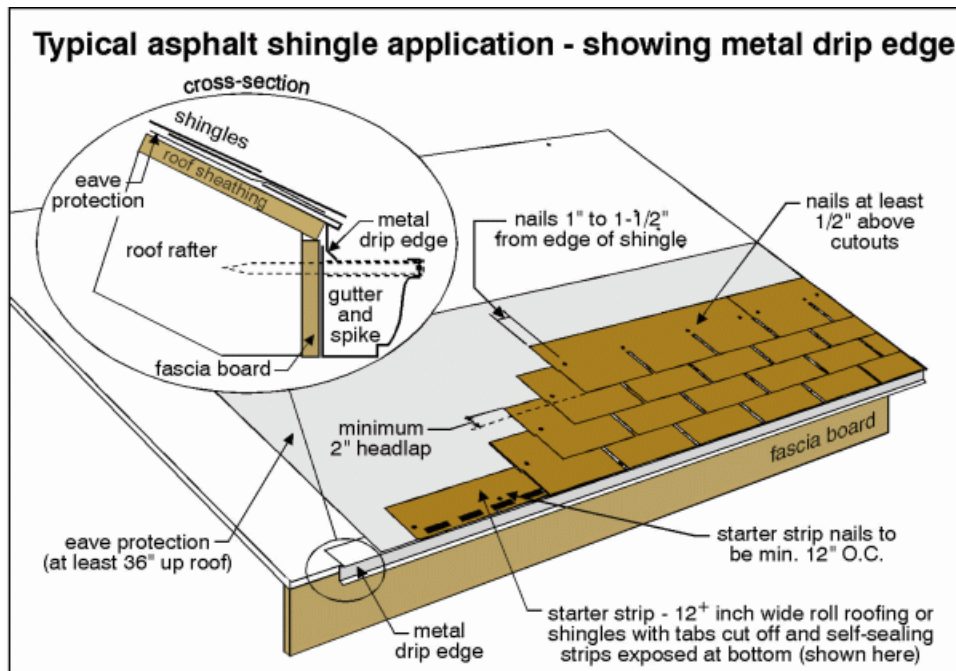 Typical asphalt shingle application - showing metal drip edge
cross-section
shingles
roof sheathing
eave
protection
roof rafter
metal
drip edge
gutter
and
spike
fascia board
nails 1" to 1-1/2"
from edge of shingle
nails at least
1/2" above
cutouts
minimum
2" headlap
fascia board
eave protection
(at least 36" up roof)
starter strip nails to
be min. 12" O.C.
metal
drip edge
starter strip - 12+ inch wide roll roofing or
shingles with tabs cut off and self-sealing
strips exposed at bottom (shown here)